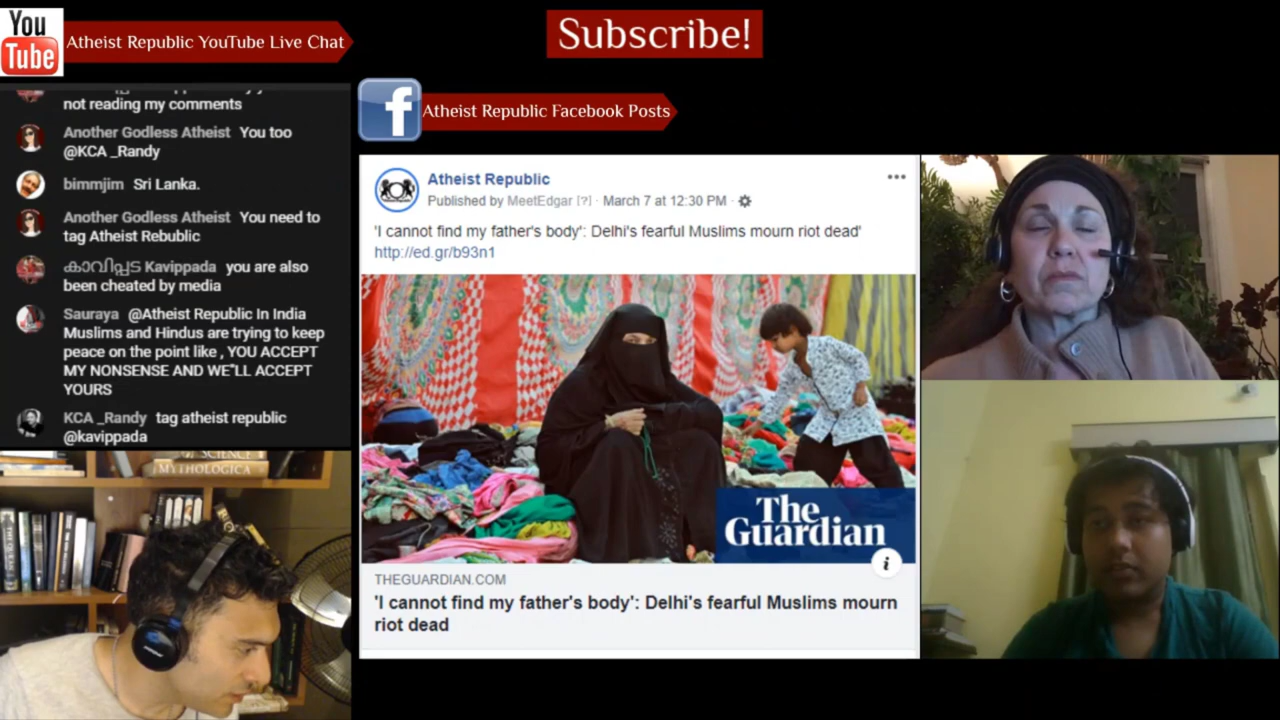 You
Tube
Atheist Republic YouTube Live Chat
Subscribe!
Atheist Republic Facebook Posts
not reading my comments
Another Godless Atheist You too
@KCA _Randy
bimmjim Sri Lanka.
Another Godless Atheist You need to
tag Atheist Rebublic
കാവിപ്പട Kavippada you are also
been cheated by media
Sauraya @Atheist Republic In India
Muslims and Hindus are trying to keep
peace on the point like , YOU ACCEPT
MY NONSENSE AND WE"LL ACCEPT
YOURS
KCA _Randy tag atheist republic
@kavippada
Atheist Republic
Published by MeetEdgar [?] · March 7 at 12:30 PM ·
'I cannot find my father's body': Delhi's fearful Muslims mourn riot dead'
http://ed.gr/b93n1
The
Guardian
THEGUARDIAN.COM
'I cannot find my father's body': Delhi's fearful Muslims mourn
riot dead
SCIENCE
MYTHOLOGICA